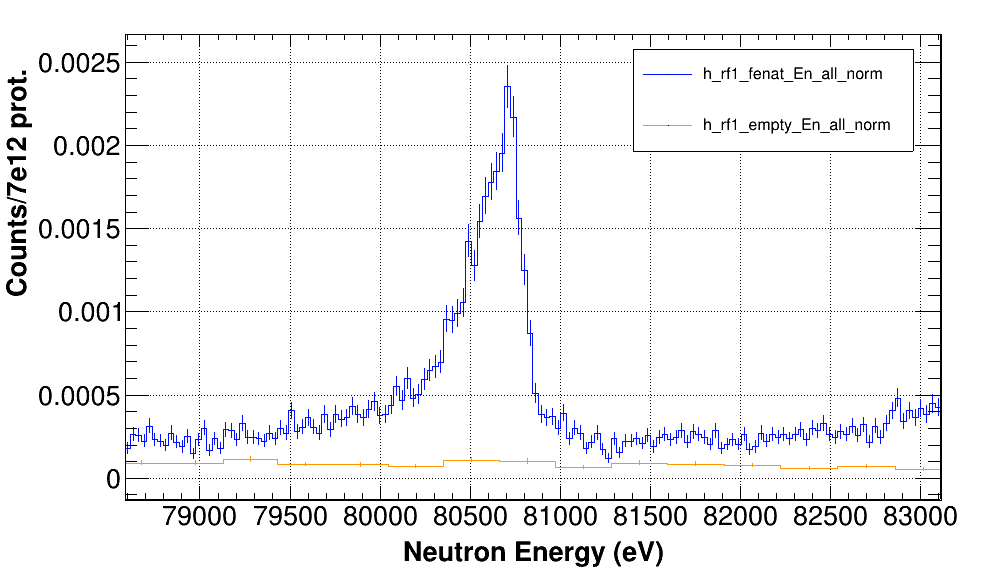 h_rf1_fenat_En_all_norm
h_rf1_empty_En_all_norm
Counts/7e12 prot.
0.0025
0.002
0.0015
0.001
0.0005
0
79000 79500 80000 80500 81000 81500 82000 82500 83000
Neutron Energy (eV)